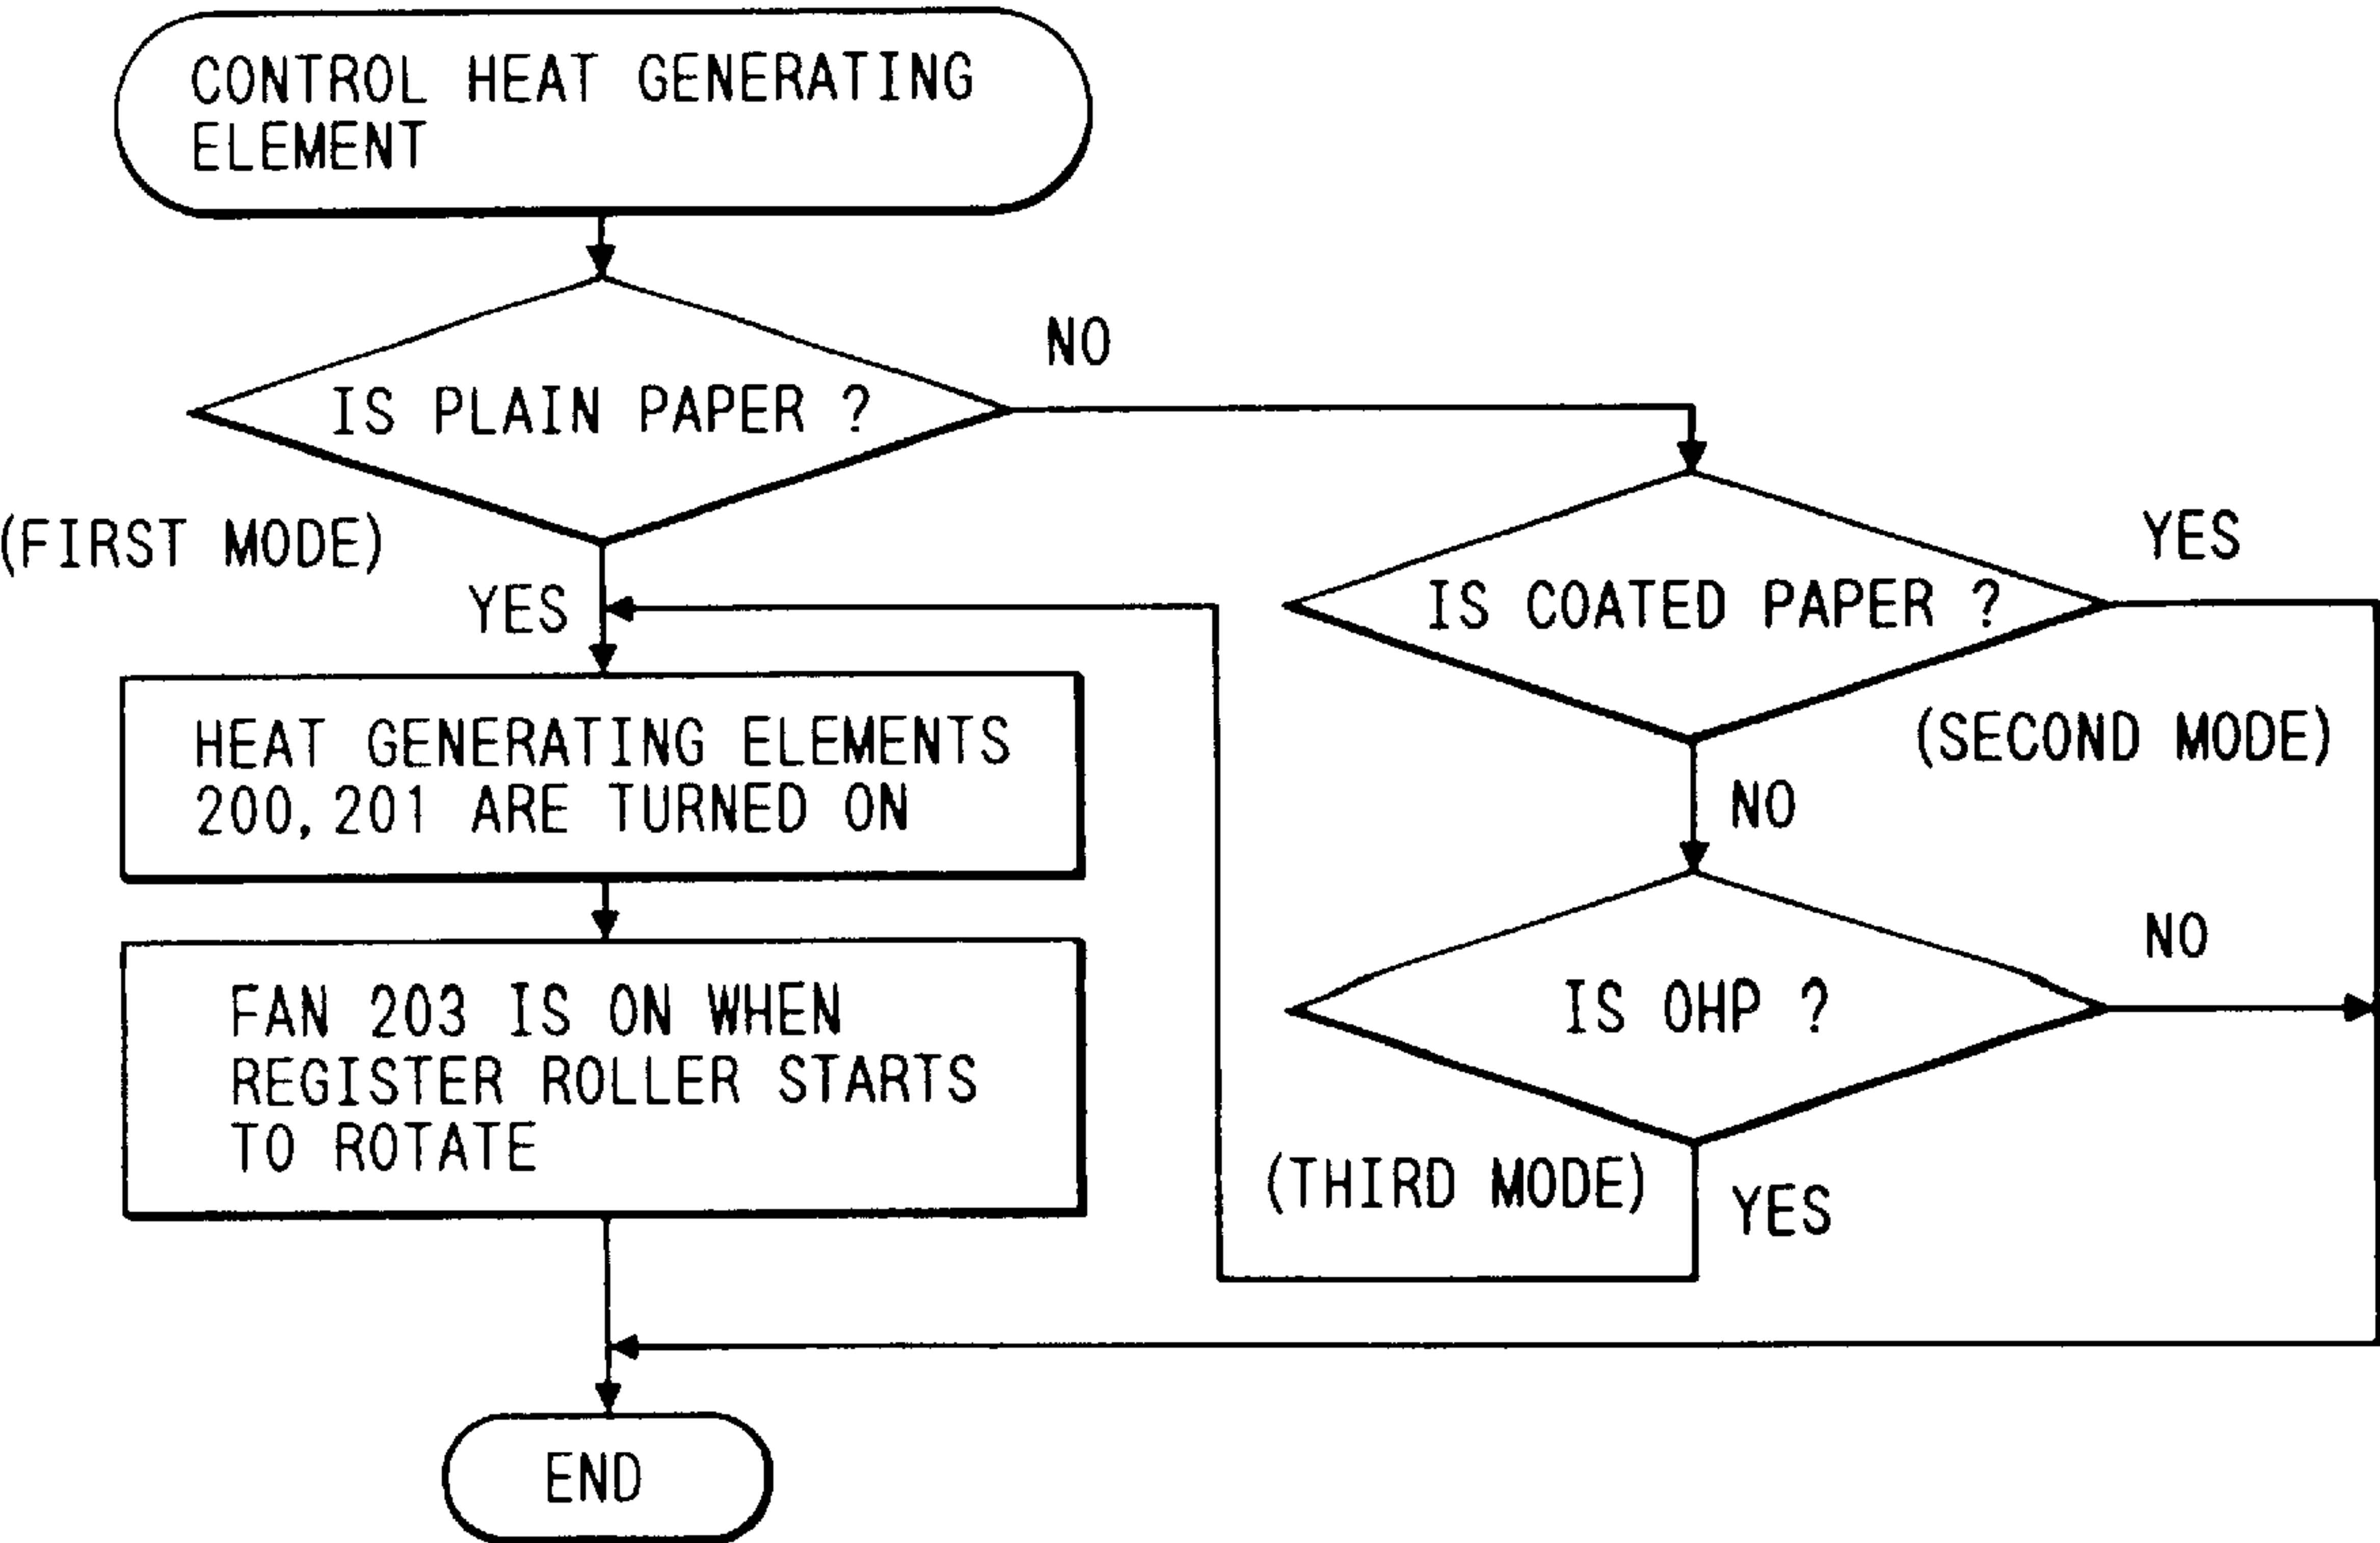 CONTROL HEAT GENERATING
ELEMENT
IS PLAIN PAPER ?
NO
(FIRST MODE)
YES
HEAT GENERATING ELEMENTS
200, 201 ARE TURNED ON
FAN 203 IS ON WHEN
REGISTER ROLLER STARTS
TO ROTATE
IS COATED PAPER ?
YES
(SECOND MODE)
NO
IS OHP ?
NO
(THIRD MODE)
YES
END